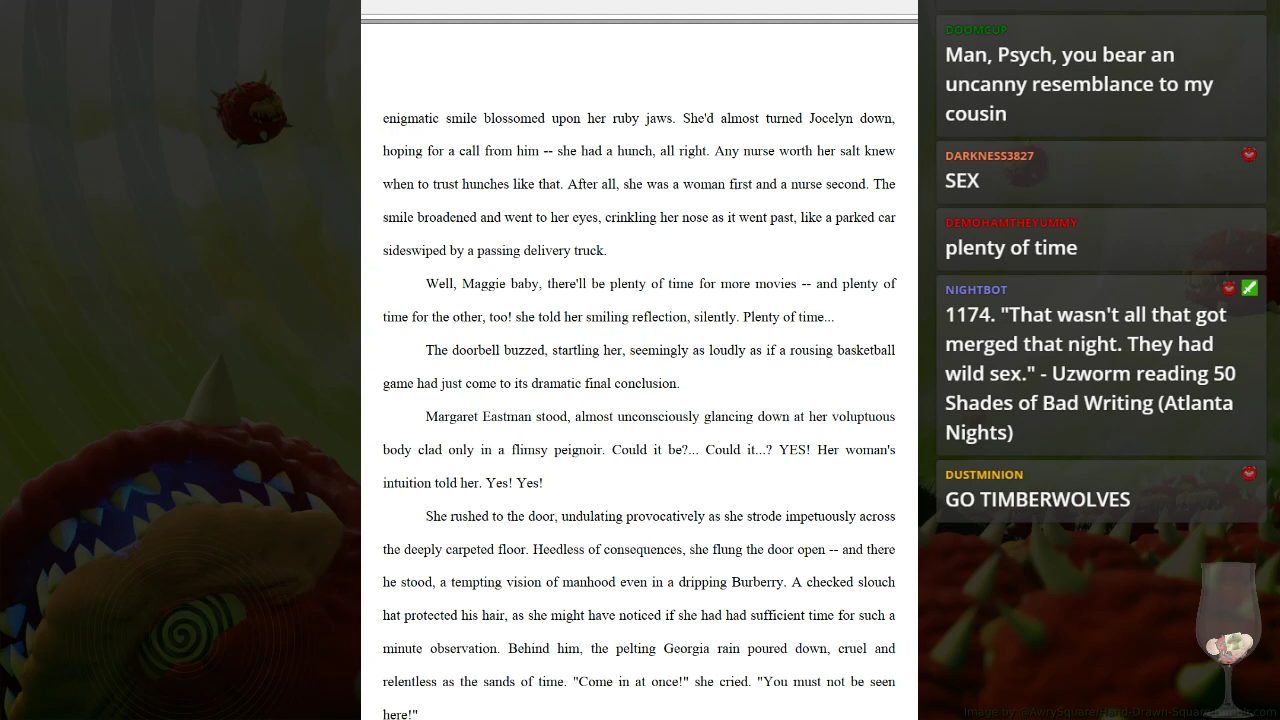 enigmatic smile blossomed upon her ruby jaws. She'd almost turned Jocelyn down,
hoping for a call from him -- she had a hunch, all right. Any nurse worth her salt knew
when to trust hunches like that. After all, she was a woman first and a nurse second. The
smile broadened and went to her eyes, crinkling her nose as it went past, like a parked car
sideswiped by a passing delivery truck.
Well, Maggie baby, there'll be plenty of time for more movies -- and plenty of
time for the other, too! she told her smiling reflection, silently. Plenty of time...
The doorbell buzzed, startling her, seemingly as loudly as if a rousing basketball
game had just come to its dramatic final conclusion.
Margaret Eastman stood, almost unconsciously glancing down at her voluptuous
body clad only in a flimsy peignoir. Could it be?... Could it...? YES! Her woman's
intuition told her. Yes! Yes!
She rushed to the door, undulating provocatively as she strode impetuously across
the deeply carpeted floor. Heedless of consequences, she flung the door open -- and there
he stood, a tempting vision of manhood even in a dripping Burberry. A checked slouch
hat protected his hair, as she might have noticed if she had had sufficient time for such a
minute observation. Behind him, the pelting Georgia rain poured down, cruel and
relentless as the sands of time. "Come in at once!" she cried. "You must not be seen
here!"
DOOMCUP
Man, Psych, you bear an
uncanny resemblance to my
cousin
DARKNESS3827
SEX
DEMOHAMTHEYUMMY
plenty of time
NIGHTBOT
1174. "That wasn't all that got
merged that night. They had
wild sex." - Uzworm reading 50
Shades of Bad Writing (Atlanta
Nights)
DUSTMINION
GO TIMBERWOLVES
Image by